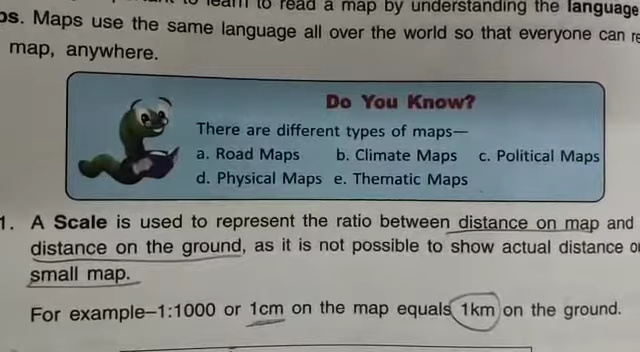 learn to read a map by understanding the language
ps. Maps use the same language all over the world so that everyone can re
map, anywhere.
Do You Know?
There are different types of maps—
a. Road Maps b. Climate Maps c. Political Maps
d. Physical Maps e. Thematic Maps
1. A Scale is used to represent the ratio between distance on map and
distance on the ground, as it is not possible to show actual distance o
small map.
For example–1:1000 or 1cm on the map equals 1km on the ground.